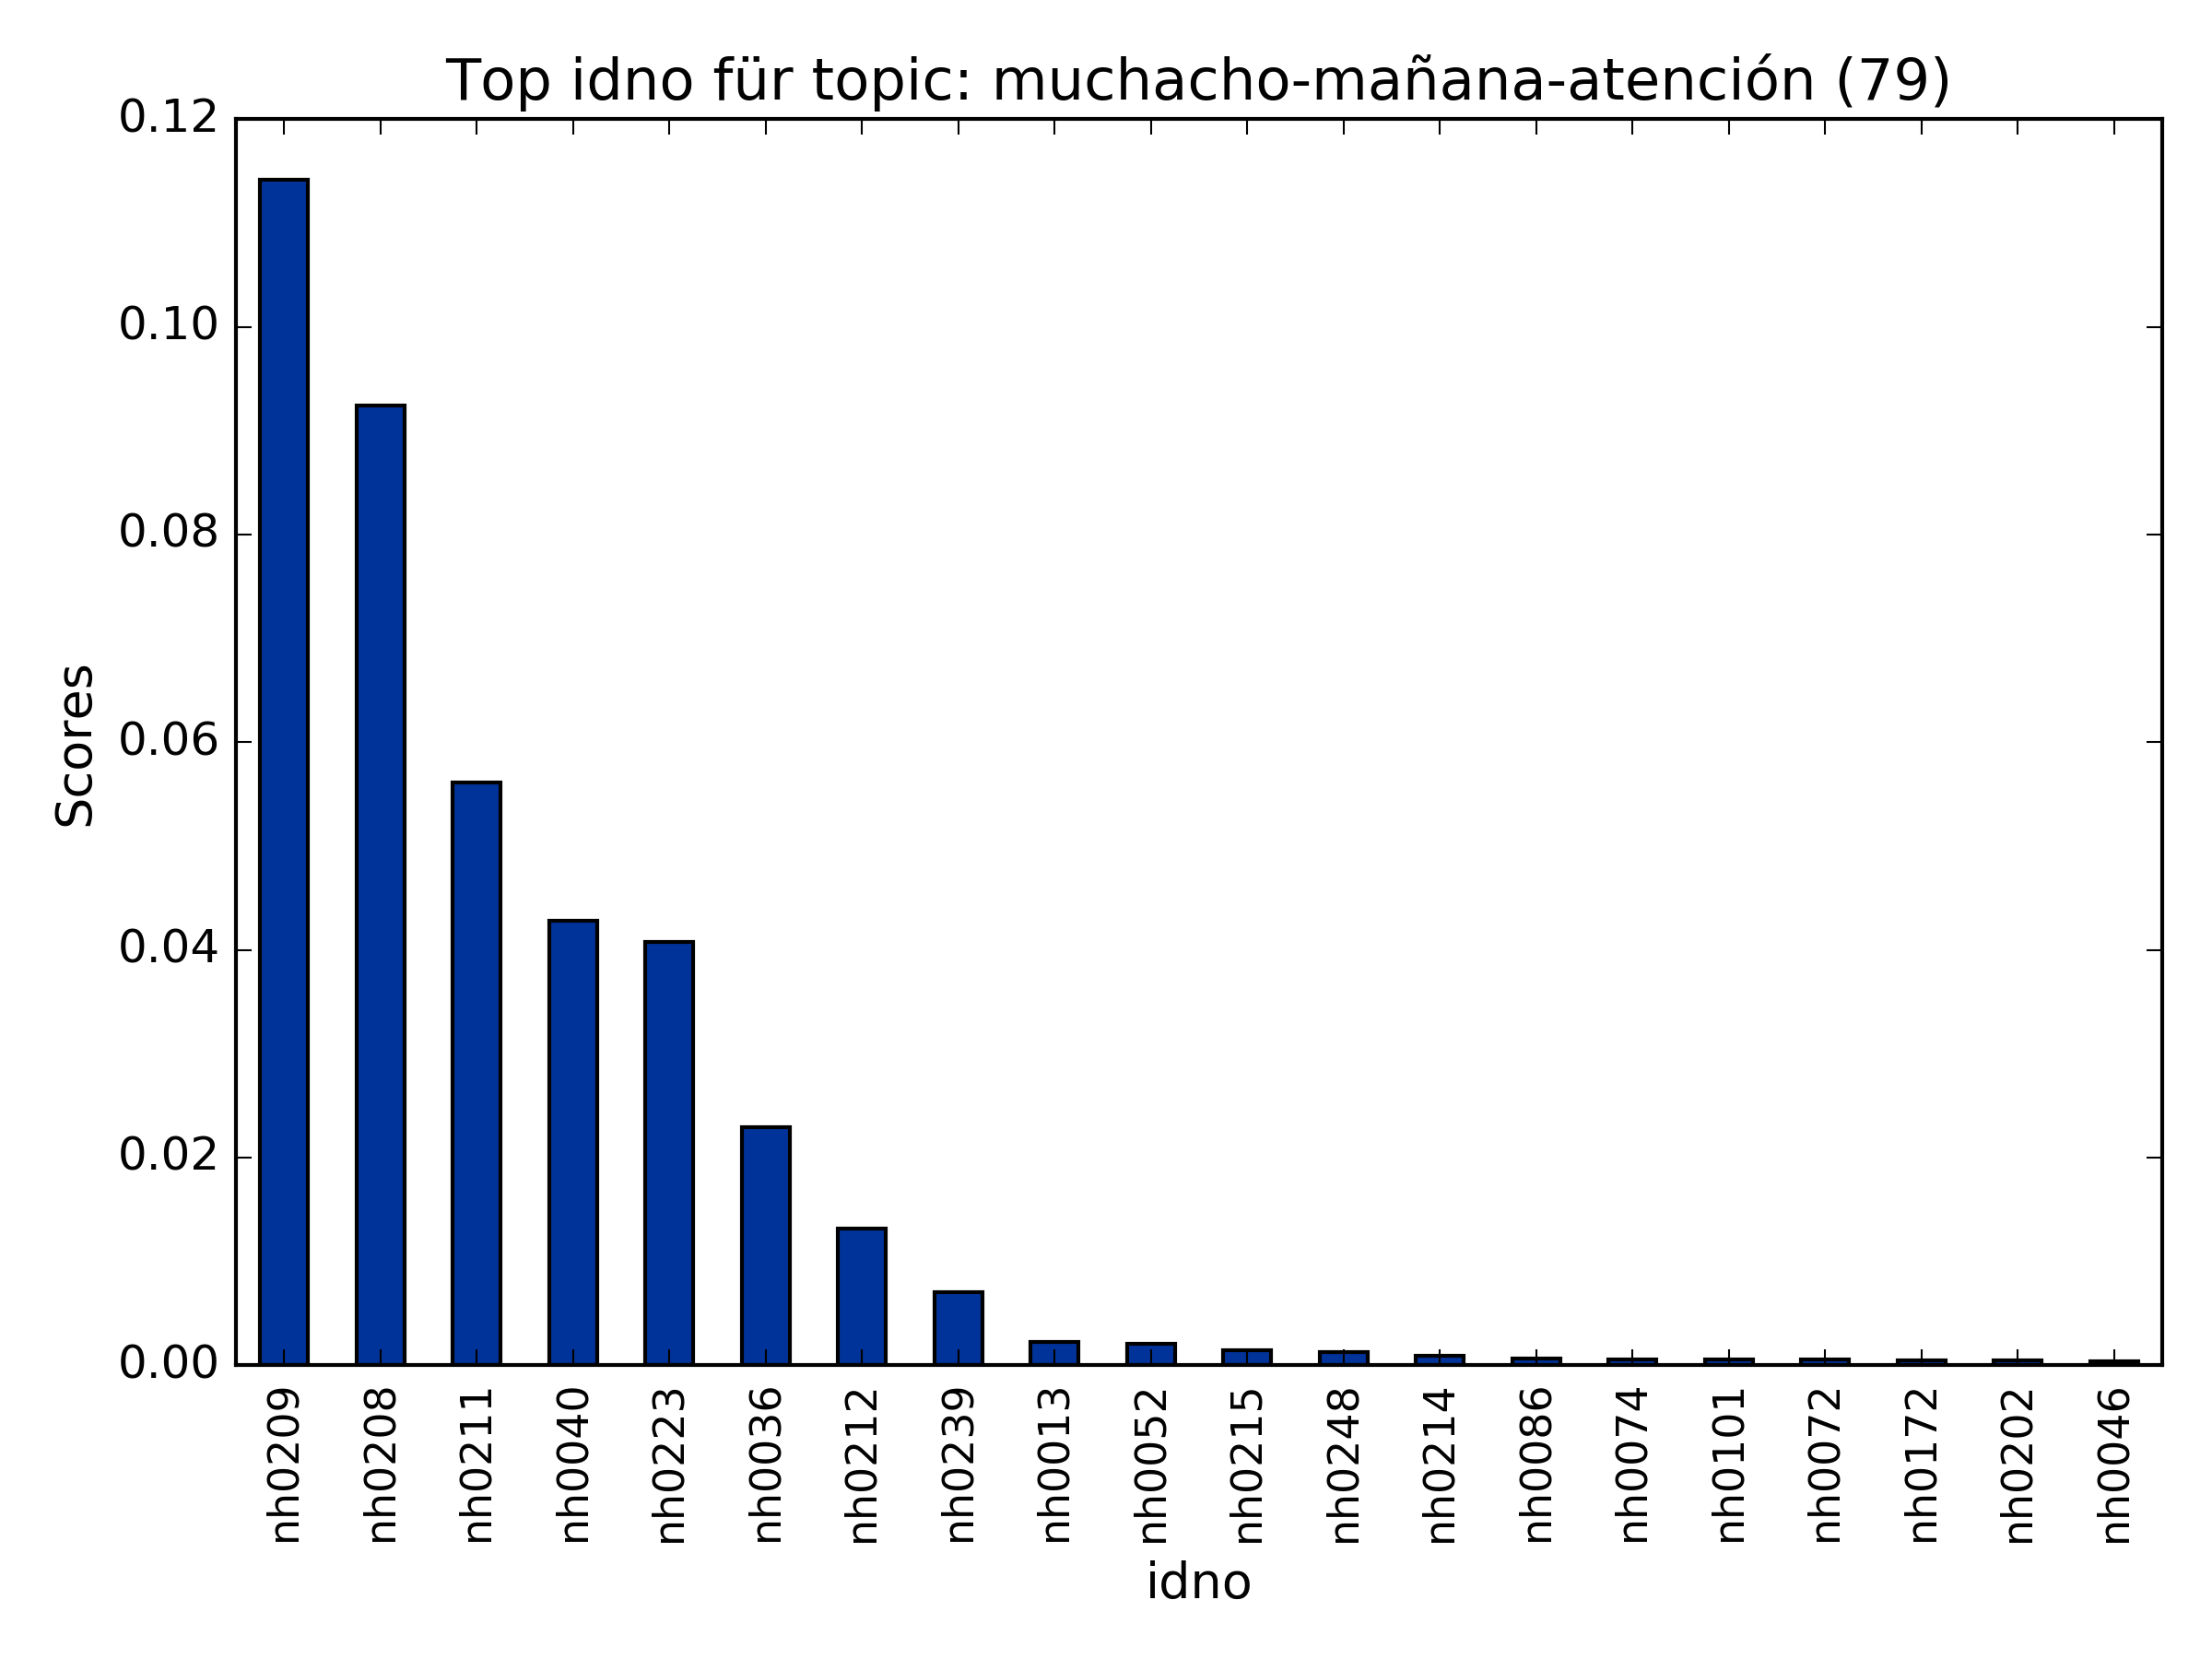 Top idno für topic: muchacho-mañana-atención (79)
0.12
0.10
0.08
0.06
0.04
0.02
0.00
Scores
nh0209
nh0208
nh0211
nh0040
nh0223
nh0036
nh0212
nh0239
nh0013
nh0052
nh0215
nh0248
nh0214
nh0086
nh0074
nh0101
nh0072
nh0172
nh0202
nh0046
idno